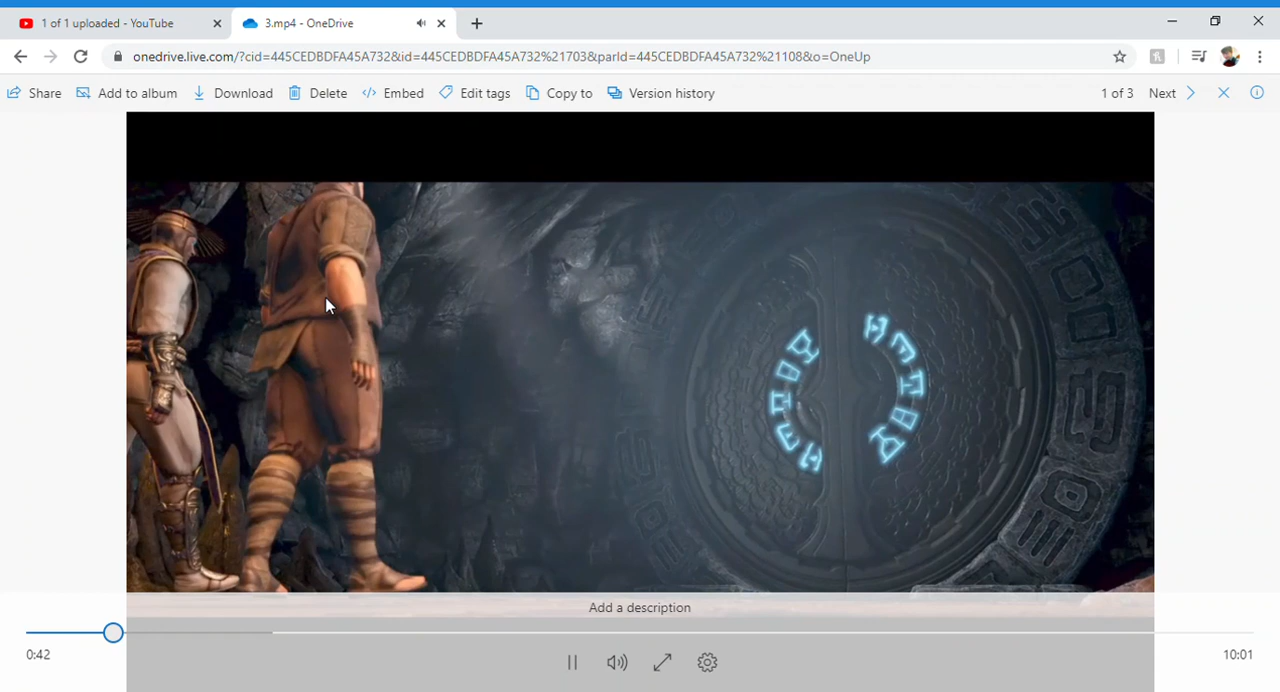 1 of 1 uploaded - YouTube
3.mp4 - OneDrive
onedrive.live.com/?cid=445CEDBDFA45A732&id=445CEDBDFA45A732%21703&parId=445CEDBDFA45A732%21108&o=OneUp
Share Add to album Download Delete Embed Edit tags Copy to Version history 1 of 3 Next
Add a description
0:42 10:01